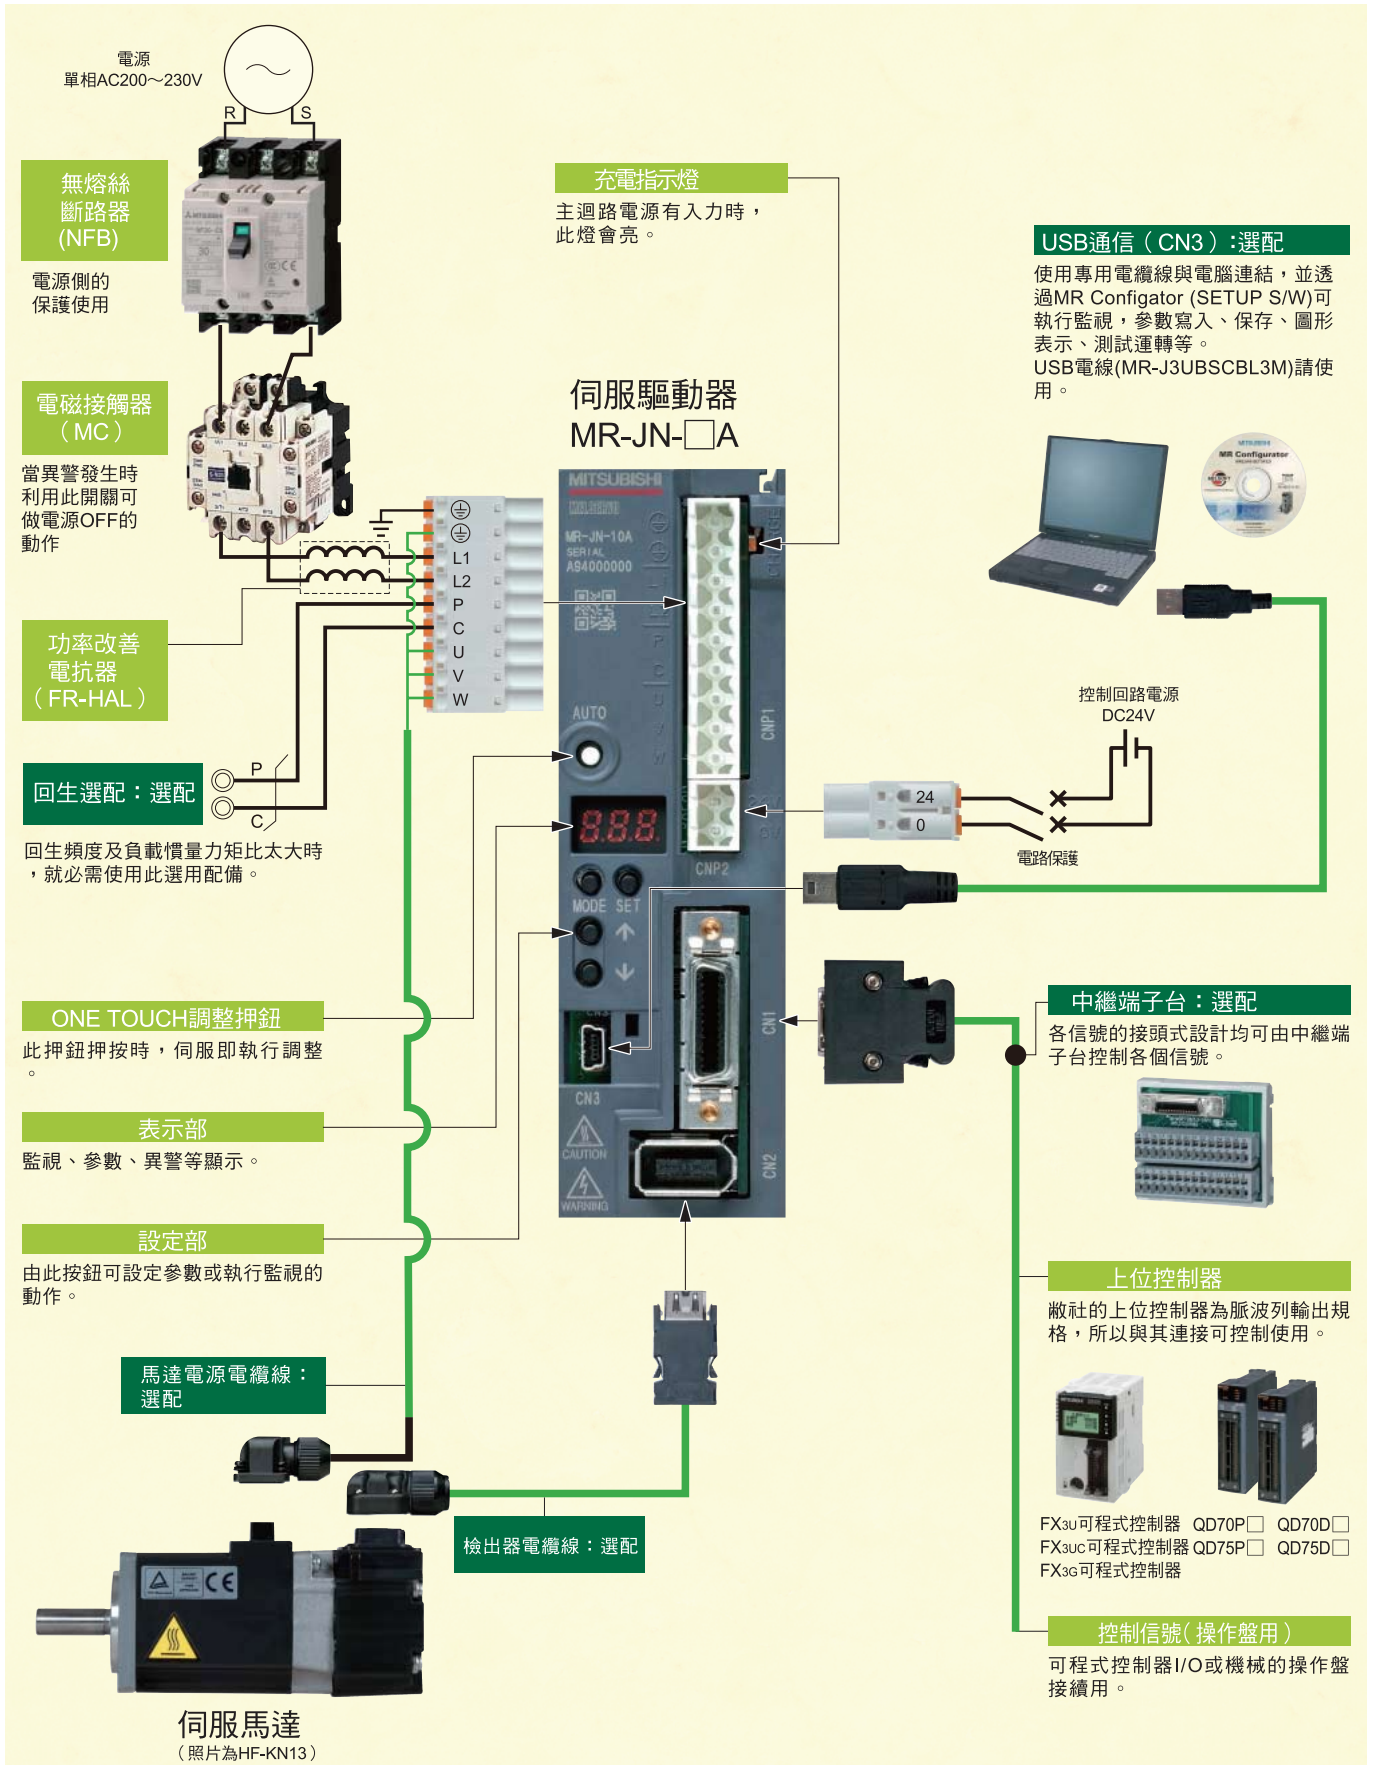 電源
單相AC200～230V
R
S
無熔絲
斷路器
(NFB)
電源側的
保護使用
電磁接觸器
（MC）
當異警發生時
利用此開關可
做電源OFF的
動作
功率改善
電抗器
（FR-HAL）
L1
L2
P
C
U
V
W
P
C
回生選配：選配
回生頻度及負載慣量力矩比太大時
，就必需使用此選用配備。
ONE TOUCH調整押鈕
此押鈕押按時，伺服即執行調整
。
表示部
監視、參數、異警等顯示。
設定部
由此按鈕可設定參數或執行監視的
動作。
馬達電源電纜線：
選配
檢出器電纜線：選配
伺服馬達
（照片為HF-KN13）
充電指示燈
主迴路電源有入力時，
此燈會亮。
伺服驅動器
MR-JN-□A
MITSUBISHI
MELSERVO
MR-JN-10A
SERIAL
AS4000000
CHARGE
L1
P
C
U
V
W
CNP1
AUTO
8.8.8.
CNP2
MODE SET
CN3
CN1
CN3
CAUTION
WARNING
CN2
USB通信（CN3）:選配
使用專用電纜線與電腦連結，並透
過MR Configator (SETUP S/W)可
執行監視，參數寫入、保存、圖形
表示、測試運轉等。
USB電線(MR-J3UBSCBL3M)請使
用。
MITSUBISHI
MR Configurator
控制回路電源
DC24V
24
0
電路保護
中繼端子台：選配
各信號的接頭式設計均可由中繼端
子台控制各個信號。
上位控制器
敝社的上位控制器為脈波列輸出規
格，所以與其連接可控制使用。
FX3U可程式控制器 QD70P□ QD70D□
FX3UC可程式控制器 QD75P□ QD75D□
FX3G可程式控制器
控制信號（操作盤用）
可程式控制器I/O或機械的操作盤
接續用。